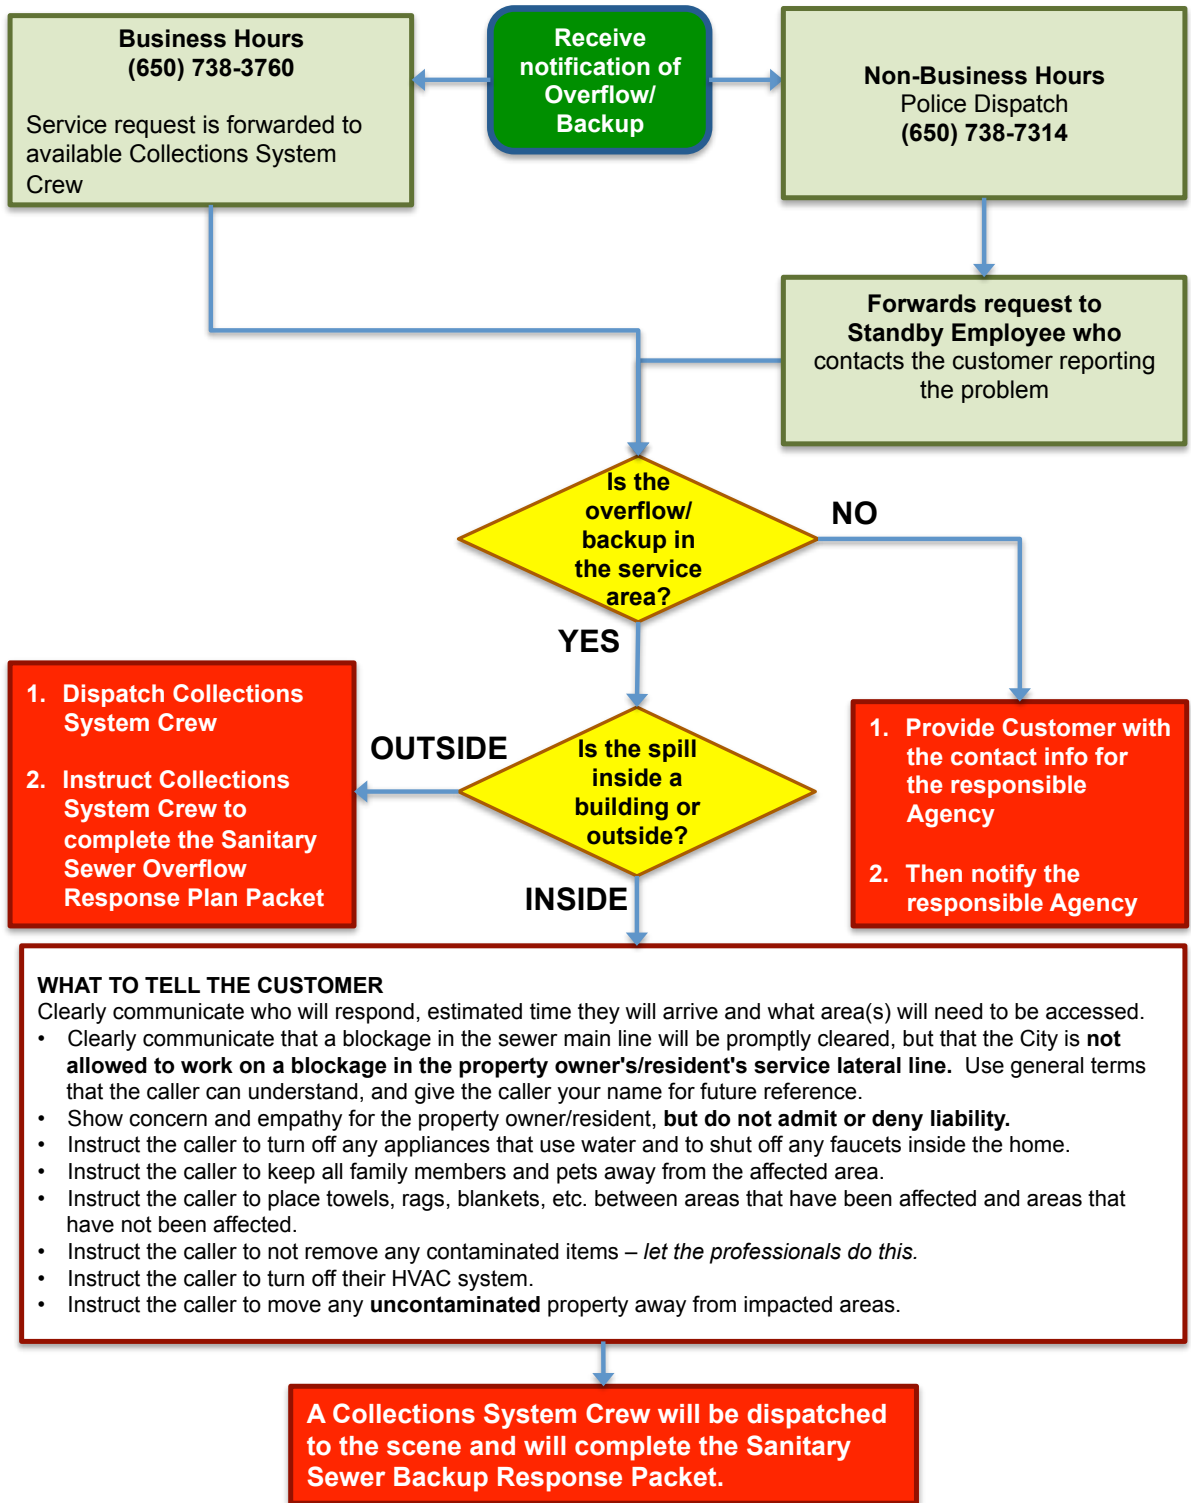 Receive
notification of
Overflow/
Backup
Business Hours
(650) 738-3760
Service request is forwarded to
available Collections System
Crew
Non-Business Hours
Police Dispatch
(650) 738-7314
Forwards request to
Standby Employee who
contacts the customer reporting
the problem
Is the
overflow/
backup in
the service
area?
NO
YES
1. Provide Customer with
the contact info for
the responsible
Agency
2. Then notify the
responsible Agency
Is the spill
inside a
building or
outside?
OUTSIDE
1. Dispatch Collections
System Crew
2. Instruct Collections
System Crew to
complete the Sanitary
Sewer Overflow
Response Plan Packet
INSIDE
WHAT TO TELL THE CUSTOMER
Clearly communicate who will respond, estimated time they will arrive and what area(s) will need to be accessed.
• Clearly communicate that a blockage in the sewer main line will be promptly cleared, but that the City is not
allowed to work on a blockage in the property owner's/resident's service lateral line. Use general terms
that the caller can understand, and give the caller your name for future reference.
• Show concern and empathy for the property owner/resident, but do not admit or deny liability.
• Instruct the caller to turn off any appliances that use water and to shut off any faucets inside the home.
• Instruct the caller to keep all family members and pets away from the affected area.
• Instruct the caller to place towels, rags, blankets, etc. between areas that have been affected and areas that
have not been affected.
• Instruct the caller to not remove any contaminated items – let the professionals do this.
• Instruct the caller to turn off their HVAC system.
• Instruct the caller to move any uncontaminated property away from impacted areas.
A Collections System Crew will be dispatched
to the scene and will complete the Sanitary
Sewer Backup Response Packet.